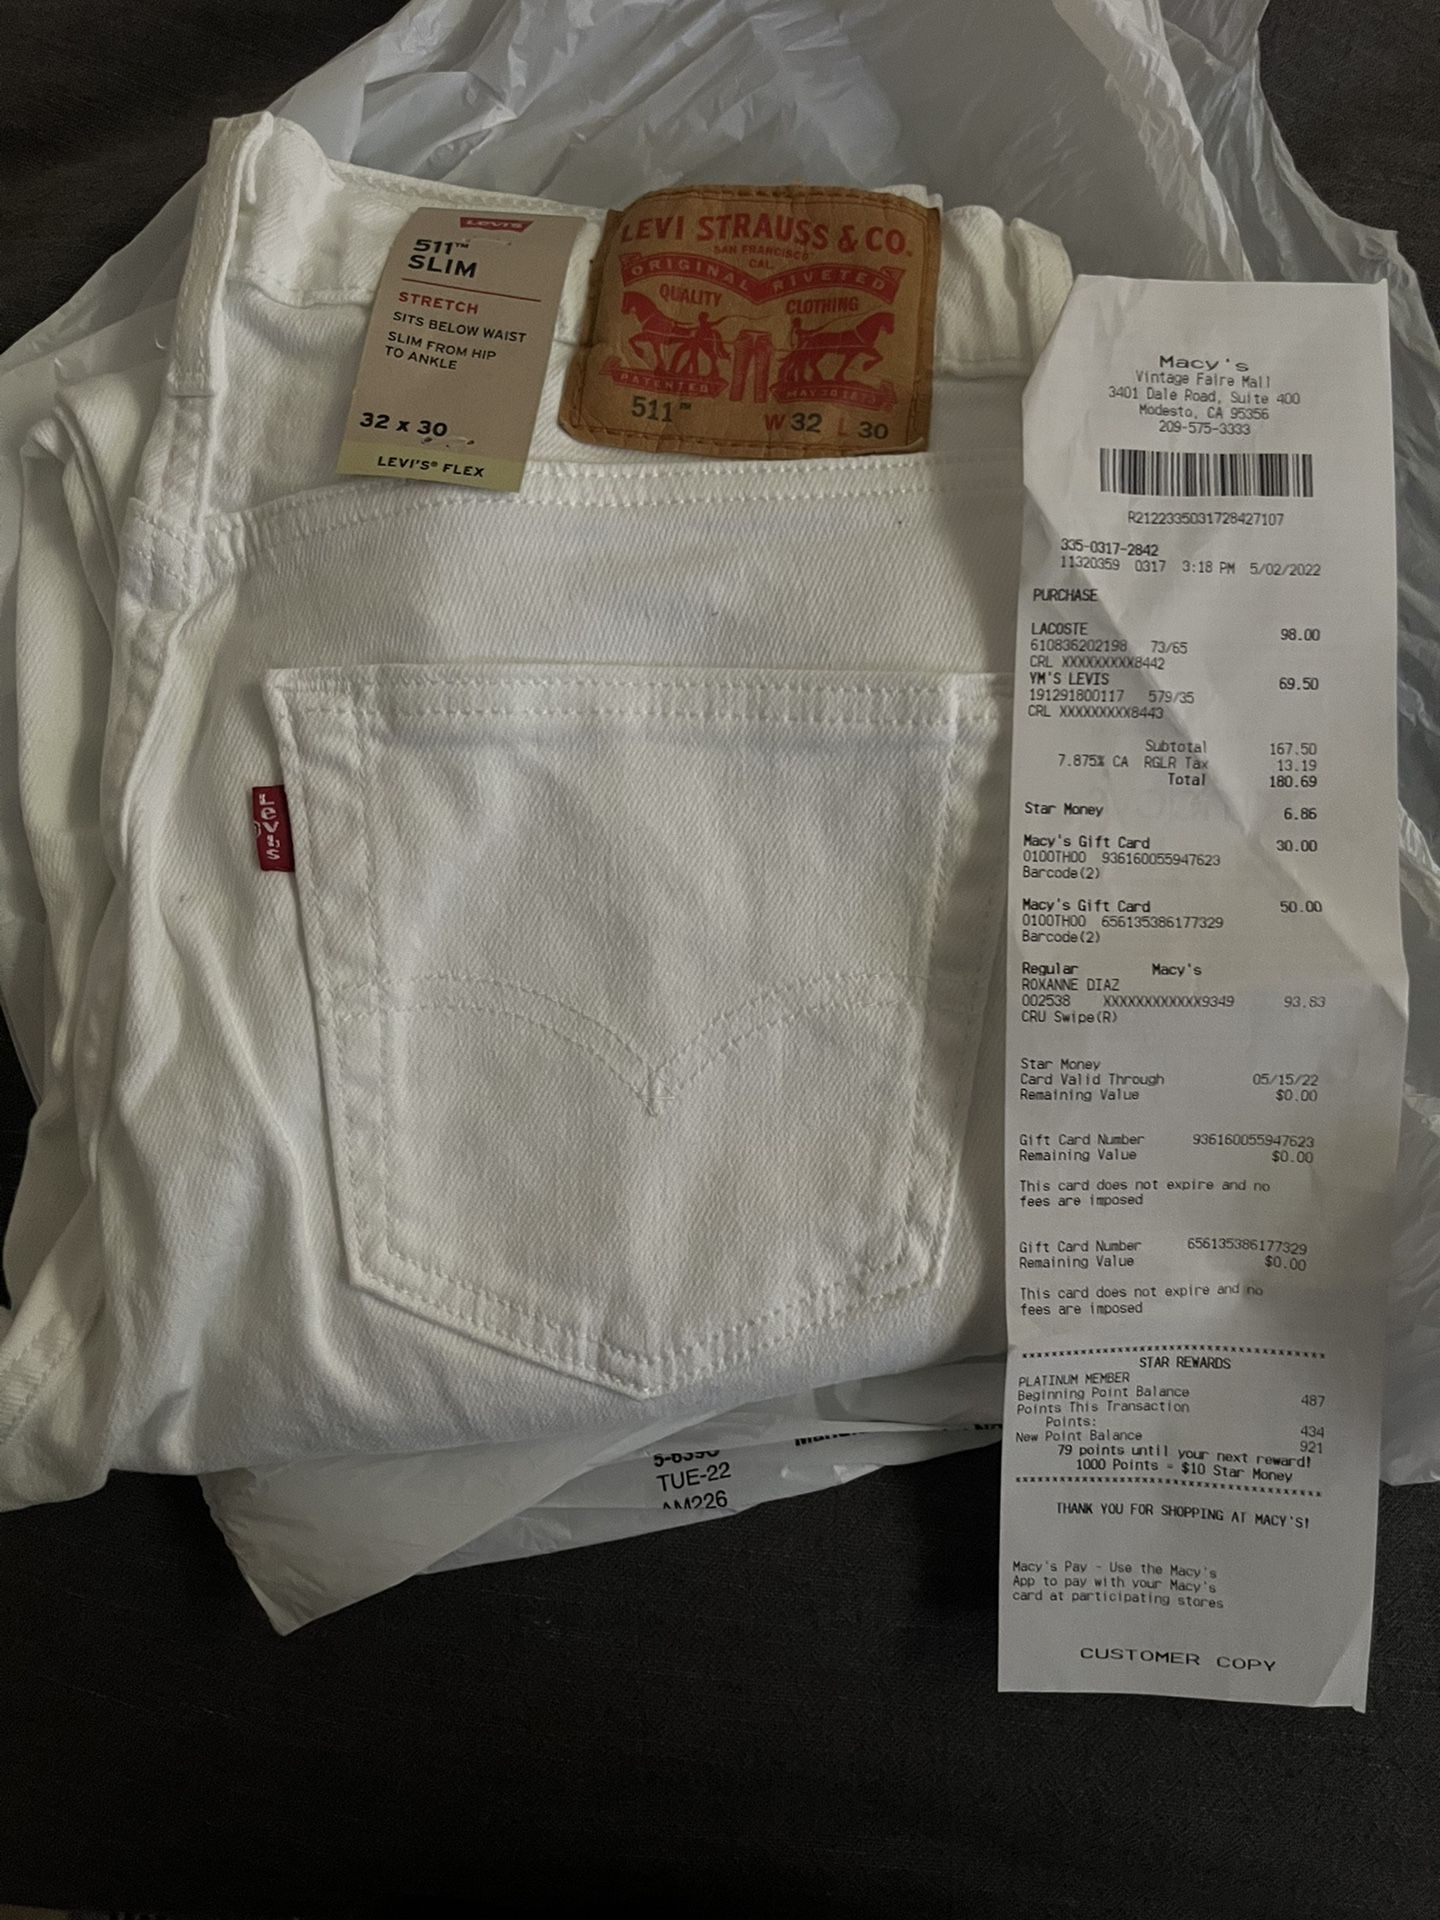 LEVI'S
511™
SLIM
STRETCH
SITS BELOW WAIST
SLIM FROM HIP
TO ANKLE
32 x 30
LEVI'S® FLEX
LEVI STRAUSS & CO.
SAN FRANCISCO
CAL.
ORIGINAL RIVETED
QUALITY CLOTHING
PATENTED MAY 20 1873
511™ W 32 L 30
LEVI'S
Macy's
Vintage Faire Mall
3401 Dale Road, Suite 400
Modesto, CA 95356
209-575-3333
R2122335031728427107
335-0317-2842
11320359 0317 3:18 PM 5/02/2022
PURCHASE
LACOSTE 98.00
610836202198 73/65
CRL XXXXXXXXX8442
YM'S LEVIS 69.50
191291800117 579/35
CRL XXXXXXXXX8443
Subtotal 167.50
7.875% CA RGLR Tax 13.19
Total 180.69
Star Money 6.86
Macy's Gift Card 30.00
0100TH00 936160055947623
Barcode(2)
Macy's Gift Card 50.00
0100TH00 656135386177329
Barcode(2)
Regular Macy's
ROXANNE DIAZ
002538 XXXXXXXXXXXX9349 93.83
CRU Swipe(R)
Star Money
Card Valid Through 05/15/22
Remaining Value $0.00
Gift Card Number 936160055947623
Remaining Value $0.00
This card does not expire and no
fees are imposed
Gift Card Number 656135386177329
Remaining Value $0.00
This card does not expire and no
fees are imposed
STAR REWARDS
PLATINUM MEMBER
Beginning Point Balance 487
Points This Transaction
Points: 434
New Point Balance 921
79 points until your next reward!
1000 Points = $10 Star Money
THANK YOU FOR SHOPPING AT MACY'S!
Macy's Pay - Use the Macy's
App to pay with your Macy's
card at participating stores
CUSTOMER COPY
TUE-22
AM226